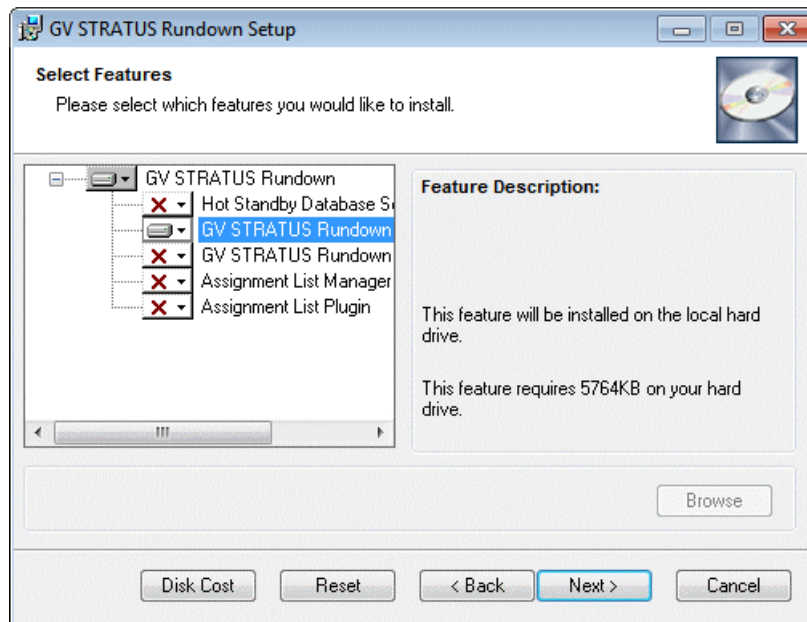 GV STRATUS Rundown Setup
Select Features
Please select which features you would like to install.
GV STRATUS Rundown
Hot Standby Database
GV STRATUS Rundown
GV STRATUS Rundown
Assignment List Manager
Assignment List Plugin
Feature Description:
This feature will be installed on the local hard
drive.
This feature requires 5764KB on your hard
drive.
Browse
Disk Cost
Reset
< Back
Next >
Cancel